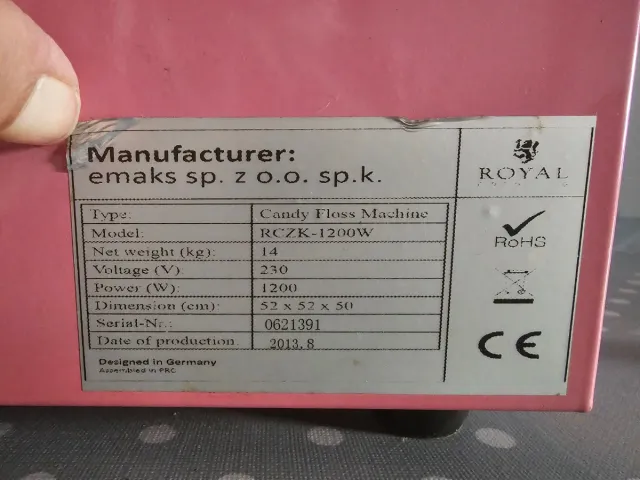 Manufacturer:
emaks sp. z o.o. sp.k.
ROYAL
Type: Candy Floss Machine
Model: RCZK-1200W
Net weight (kg): 14
Voltage (V): 230
Power (W): 1200
Dimension (cm): 52 x 52 x 50
Serial-Nr.: 0621391
Date of production: 2013.8
Designed in Germany
Assembled in PRC
RoHS
CE